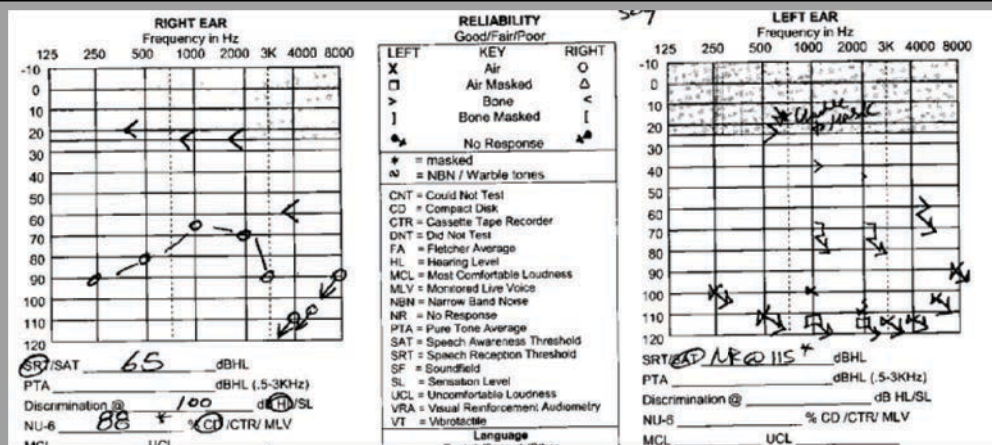 RIGHT EAR
Frequency in Hz
125 250 500 1000 2000 3K 4000 8000
-10
0
10
20
30
40
50
60
70
80
90
100
110
120
SRT/SAT 65 dBHL
PTA dBHL (.5-3KHz)
Discrimination @ 100 dB HL/SL
NU-6 88 * % CD /CTR/ MLV
MCL UCL
RELIABILITY
Good/Fair/Poor
LEFT KEY RIGHT
X Air O
□ Air Masked Δ
> Bone <
] Bone Masked [
No Response
* = masked
≈ = NBN / Warble tones
CNT = Could Not Test
CD = Compact Disk
CTR = Cassette Tape Recorder
DNT = Did Not Test
FA = Fletcher Average
HL = Hearing Level
MCL = Most Comfortable Loudness
MLV = Monitored Live Voice
NBN = Narrow Band Noise
NR = No Response
PTA = Pure Tone Average
SAT = Speech Awareness Threshold
SRT = Speech Reception Threshold
SF = Soundfield
SL = Sensation Level
UCL = Uncomfortable Loudness
VRA = Visual Reinforcement Audiometry
VT = Vibrotactile
Language
LEFT EAR
Frequency in Hz
125 250 500 1000 2000 3K 4000 8000
-10
0
10
20
30
40
50
60
70
80
90
100
110
120
SRT/SAT NR @ 115 * dBHL
PTA dBHL (.5-3KHz)
Discrimination @ dB HL/SL
NU-6 % CD /CTR/ MLV
MCL UCL